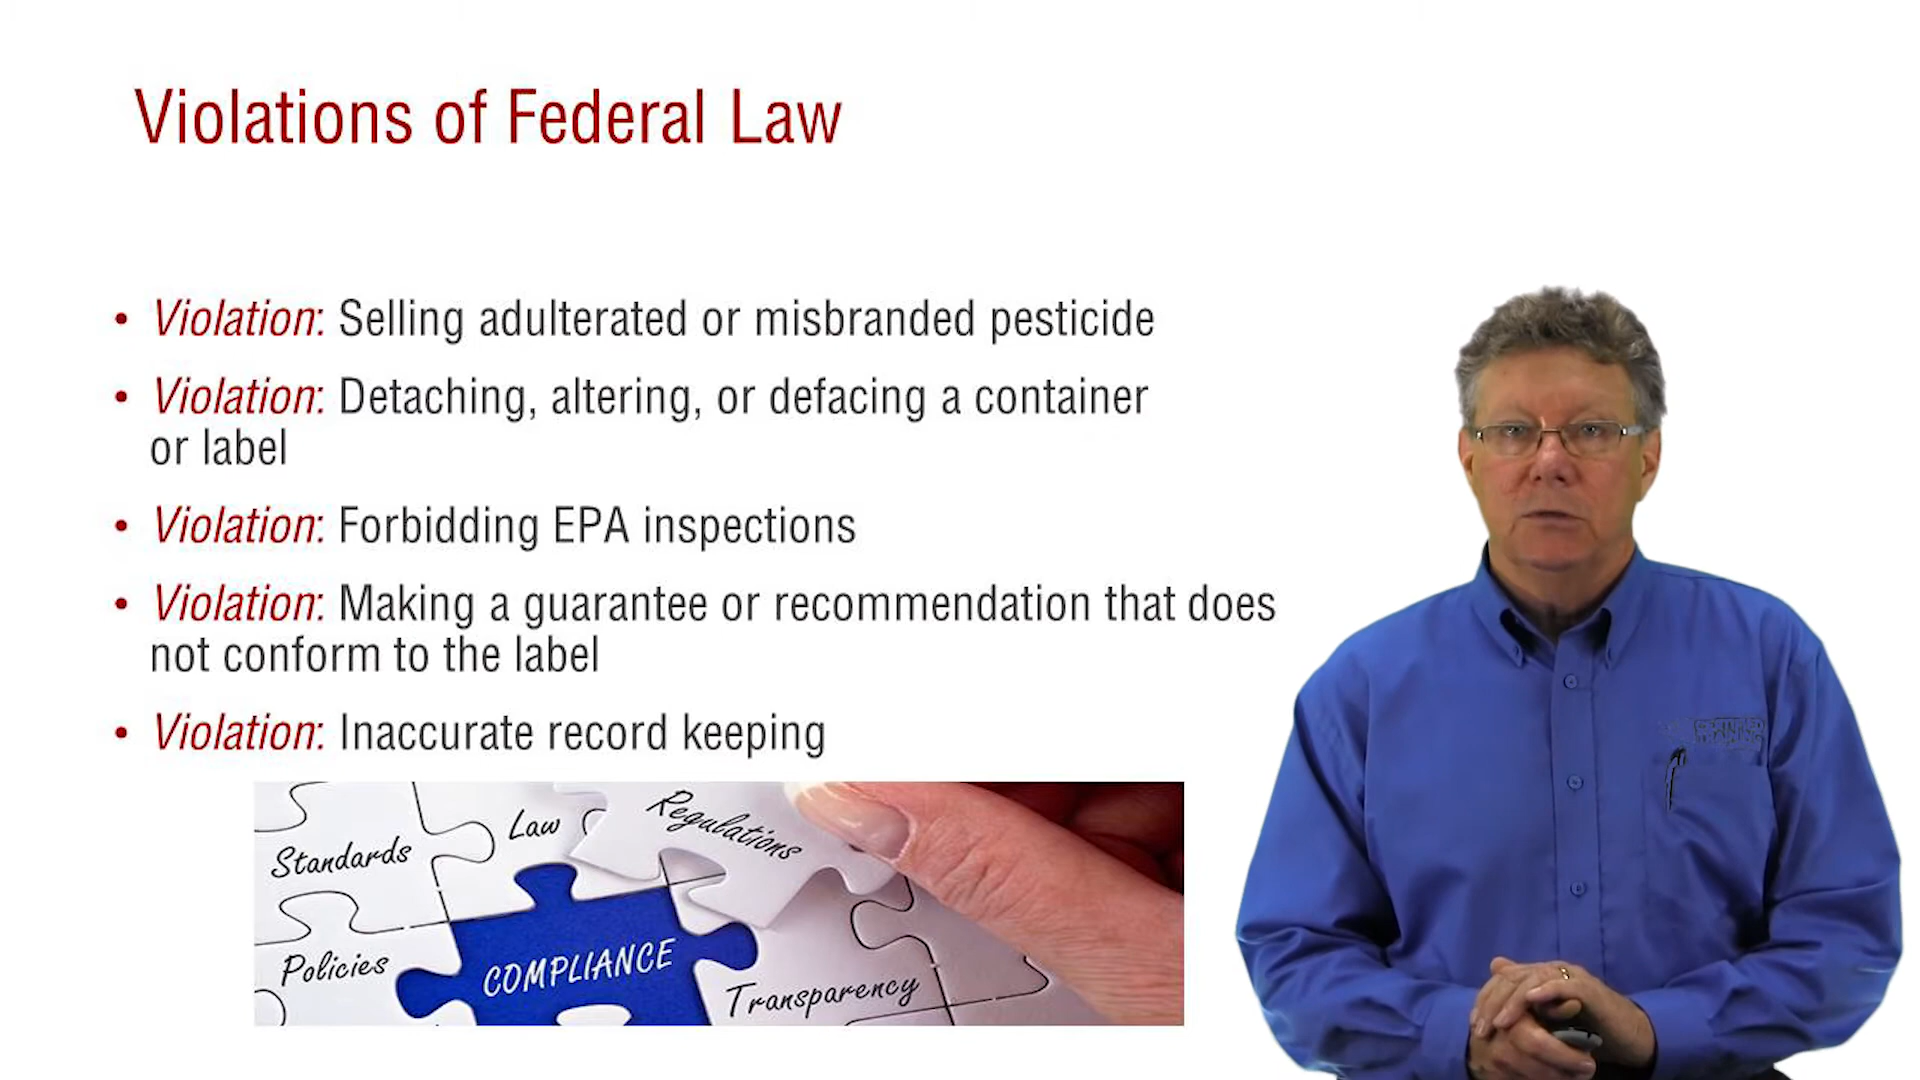 Violations of Federal Law
• Violation: Selling adulterated or misbranded pesticide
• Violation: Detaching, altering, or defacing a container
or label
• Violation: Forbidding EPA inspections
• Violation: Making a guarantee or recommendation that does
not conform to the label
• Violation: Inaccurate record keeping
Standards
Law
Regulations
Policies
COMPLIANCE
Transparency